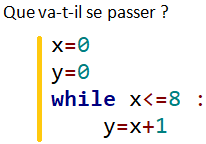 Que va-t-il se passer ?
x=0
y=0
while x<=8 :
    y=x+1